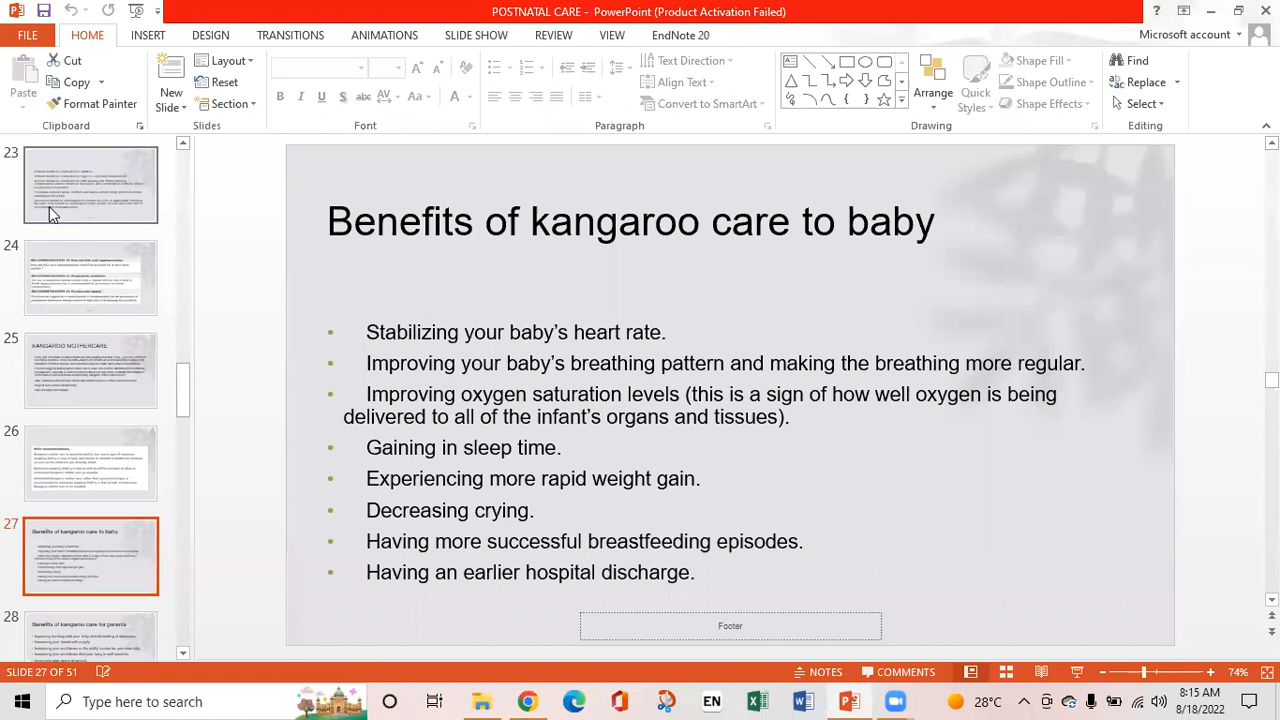 POSTNATAL CARE - PowerPoint (Product Activation Failed)
FILE HOME INSERT DESIGN TRANSITIONS ANIMATIONS SLIDE SHOW REVIEW VIEW EndNote 20 Microsoft account
Paste Cut Copy Format Painter Clipboard
New Slide Layout Reset Section Slides
B I U S abc AV Aa A Font
Text Direction Align Text Convert to SmartArt Paragraph
Arrange Quick Styles Shape Fill Shape Outline Shape Effects Drawing
Find Replace Select Editing
23
24
25
KANGAROO MOTHERCARE
26
27
Benefits of kangaroo care to baby
28
Benefits of kangaroo care for parents
Benefits of kangaroo care to baby
• Stabilizing your baby’s heart rate.
• Improving your baby’s breathing pattern and making the breathing more regular.
• Improving oxygen saturation levels (this is a sign of how well oxygen is being
delivered to all of the infant’s organs and tissues).
• Gaining in sleep time.
• Experiencing more rapid weight gain.
• Decreasing crying.
• Having more successful breastfeeding episodes.
Having an earlier hospital discharge.
Footer
SLIDE 27 OF 51 NOTES COMMENTS 74%
Type here to search EN 28°C 8:15 AM
8/18/2022